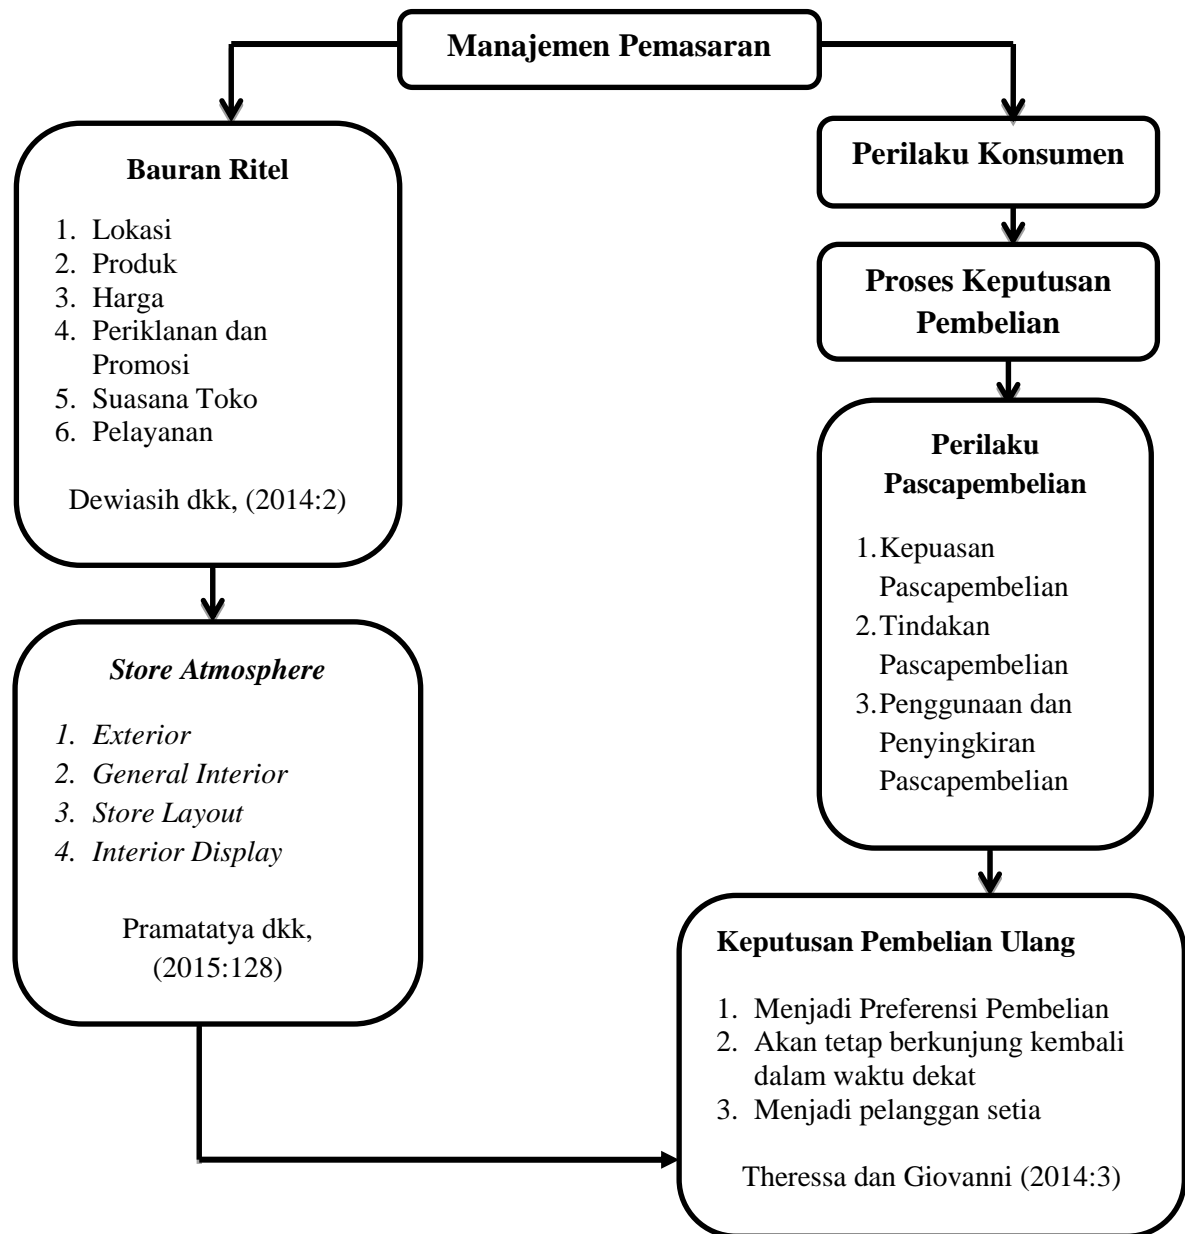 Manajemen Pemasaran
Bauran Ritel
1. Lokasi
2. Produk
3. Harga
4. Periklanan dan
Promosi
5. Suasana Toko
6. Pelayanan
Dewiasih dkk, (2014:2)
Store Atmosphere
1. Exterior
2. General Interior
3. Store Layout
4. Interior Display
Pramatatya dkk,
(2015:128)
Perilaku Konsumen
Proses Keputusan
Pembelian
Perilaku
Pascapembelian
1. Kepuasan
Pascapembelian
2. Tindakan
Pascapembelian
3. Penggunaan dan
Penyingkiran
Pascapembelian
Keputusan Pembelian Ulang
1. Menjadi Preferensi Pembelian
2. Akan tetap berkunjung kembali
dalam waktu dekat
3. Menjadi pelanggan setia
Theressa dan Giovanni (2014:3)